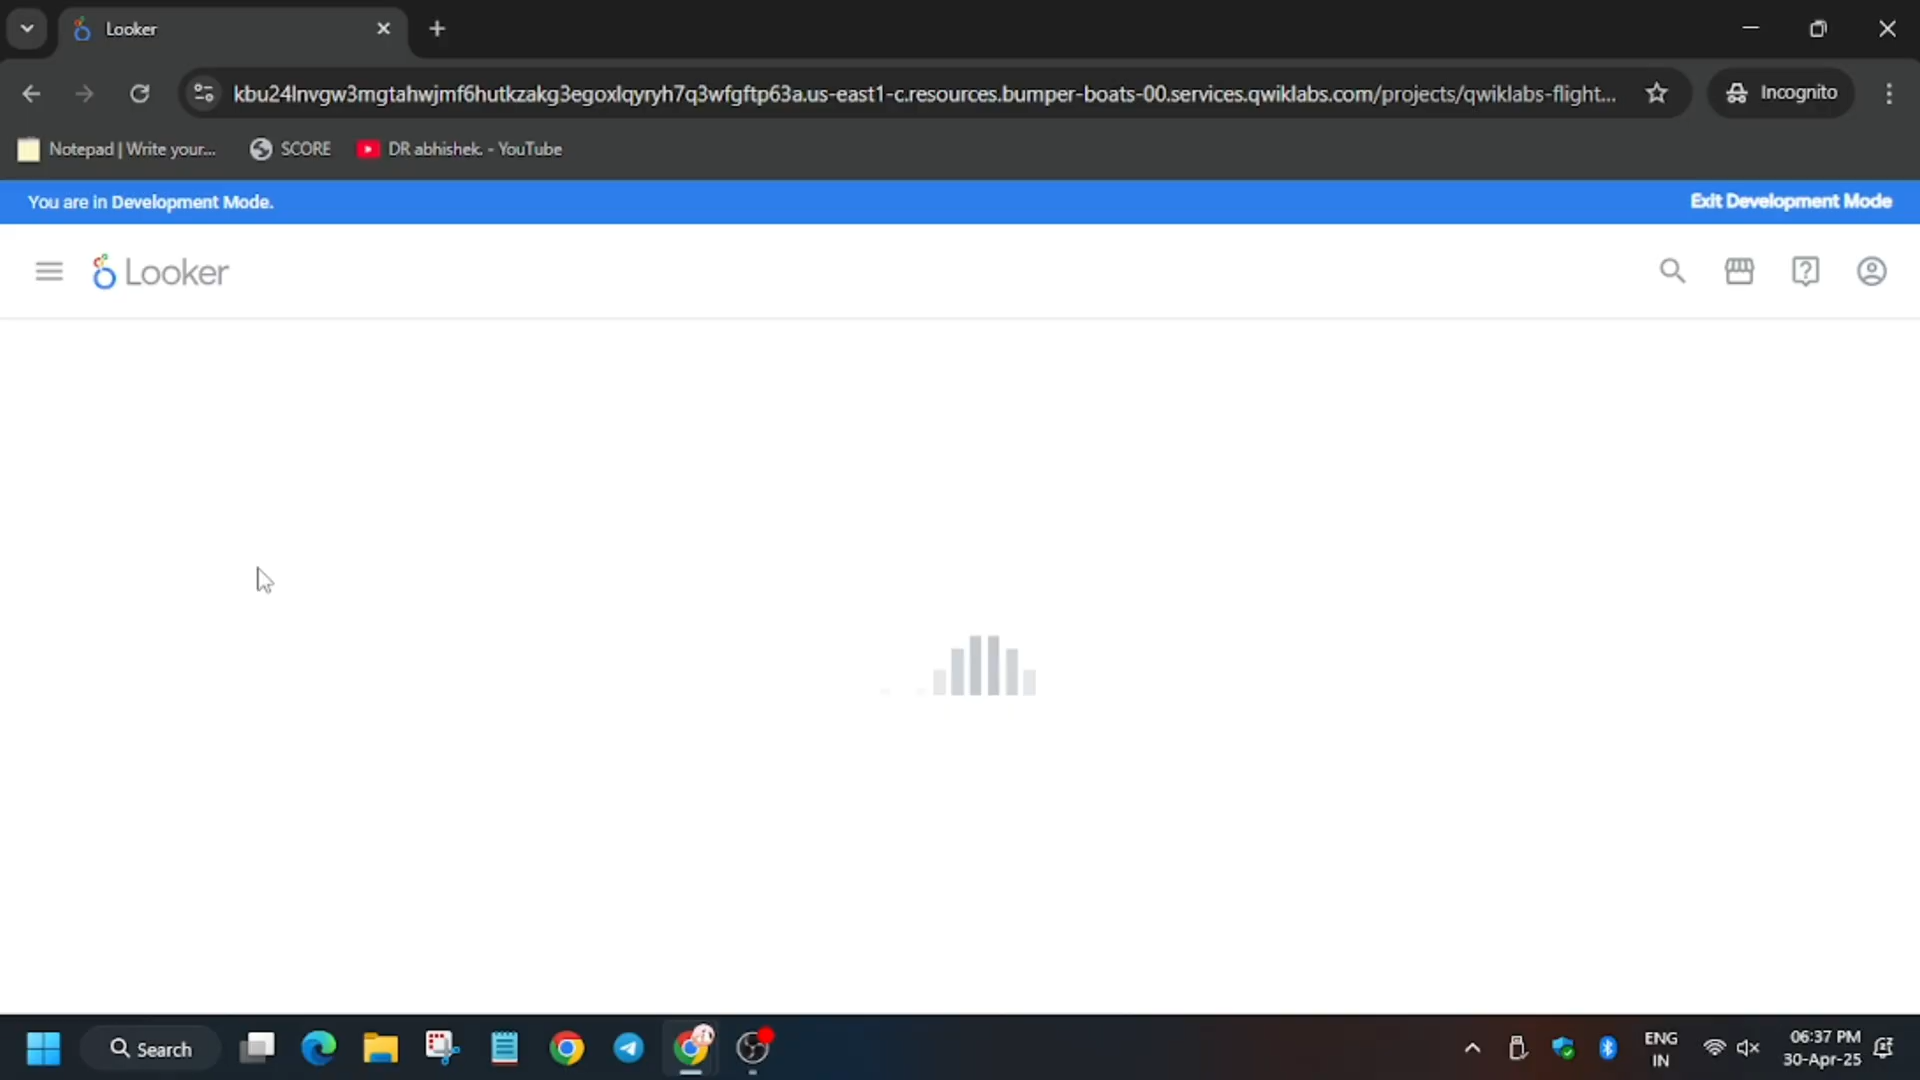 Looker
kbu24lnvgw3mgtahwjmf6hutkzakg3egoxlqyryh7q3wfgftp63a.us-east1-c.resources.bumper-boats-00.services.qwiklabs.com/projects/qwiklabs-flight...
Incognito
Notepad | Write your...
SCORE
DR abhishek. - YouTube
You are in Development Mode.
Exit Development Mode
Looker
Search
ENG
IN
06:37 PM
30-Apr-25